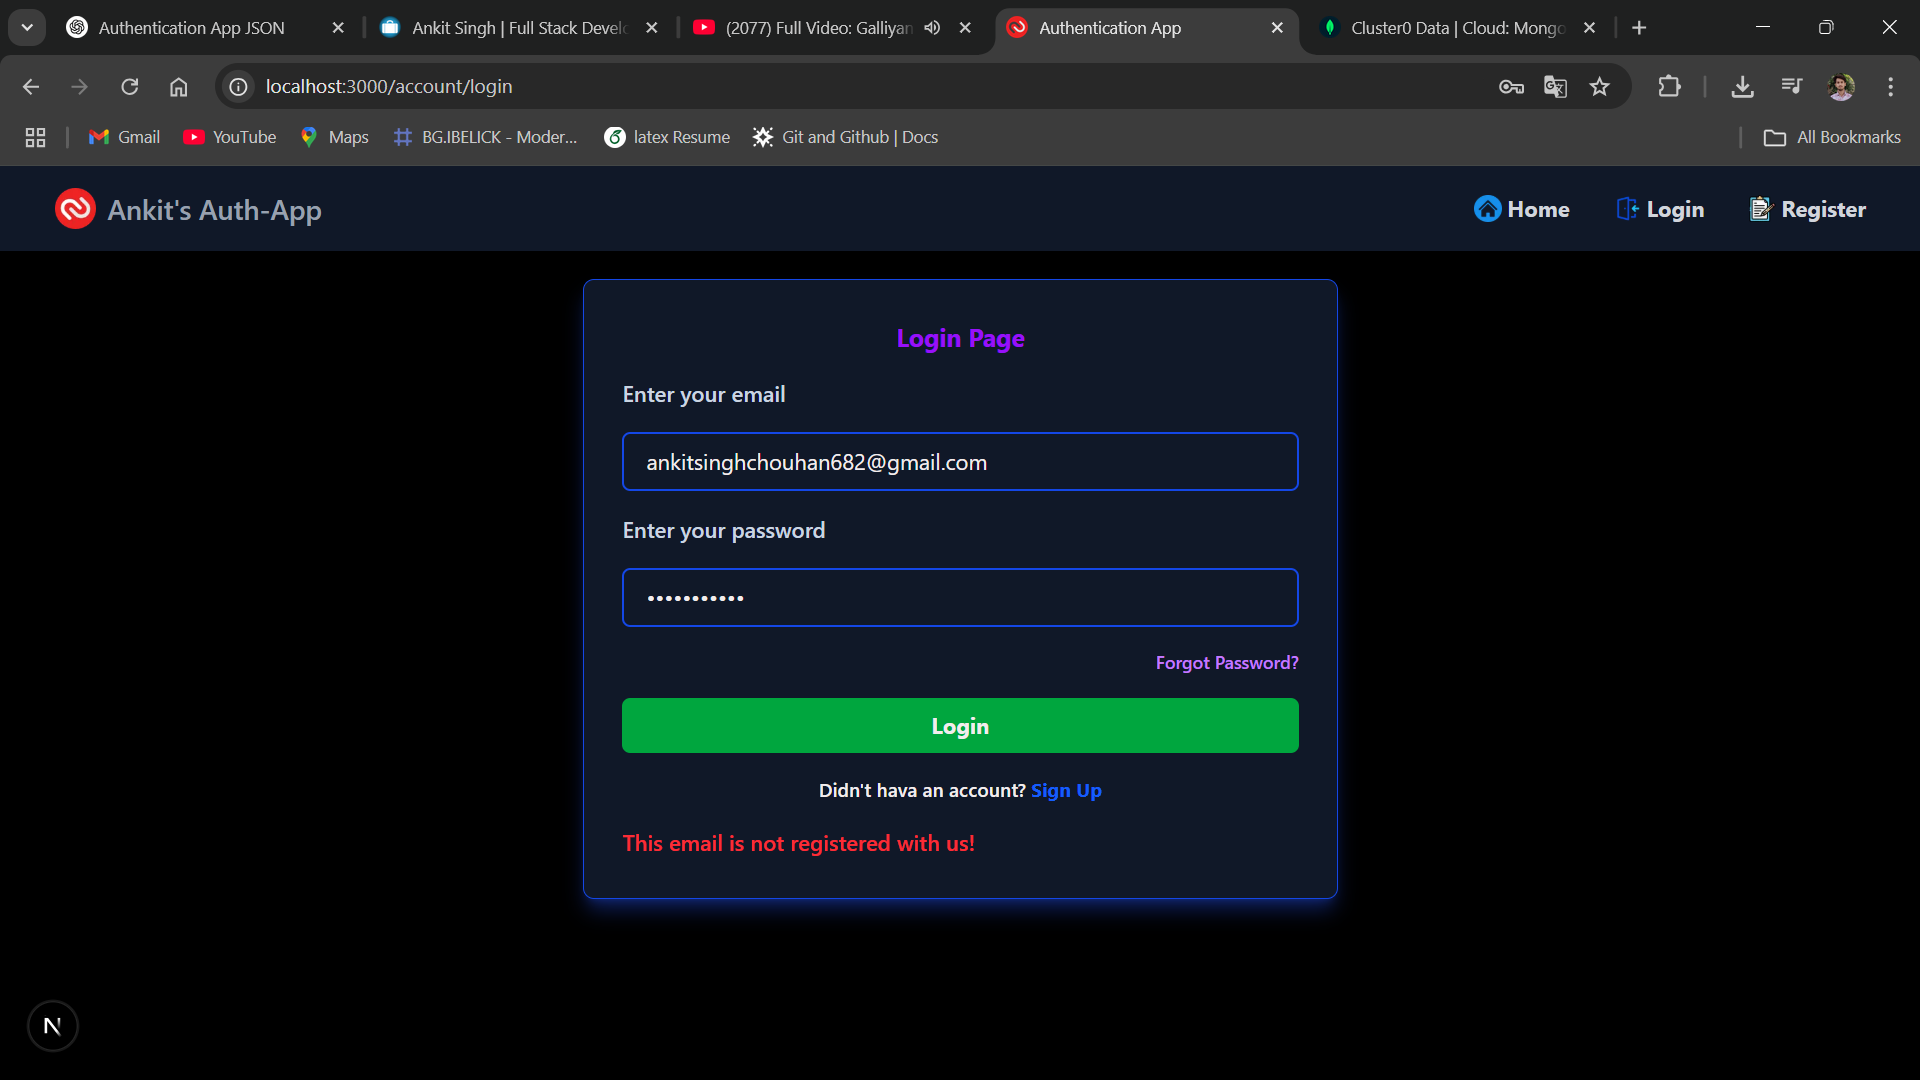 Authentication App JSON
Ankit Singh | Full Stack Develo
(2077) Full Video: Galliyan
Authentication App
Cluster0 Data | Cloud: Mongo
localhost:3000/account/login
Gmail
YouTube
Maps
BG.IBELICK - Moder...
latex Resume
Git and Github | Docs
All Bookmarks
Ankit's Auth-App
Home
Login
Register
Login Page
Enter your email
ankitsinghchouhan682@gmail.com
Enter your password
•••••••••••
Forgot Password?
Login
Didn't hava an account? Sign Up
This email is not registered with us!
N